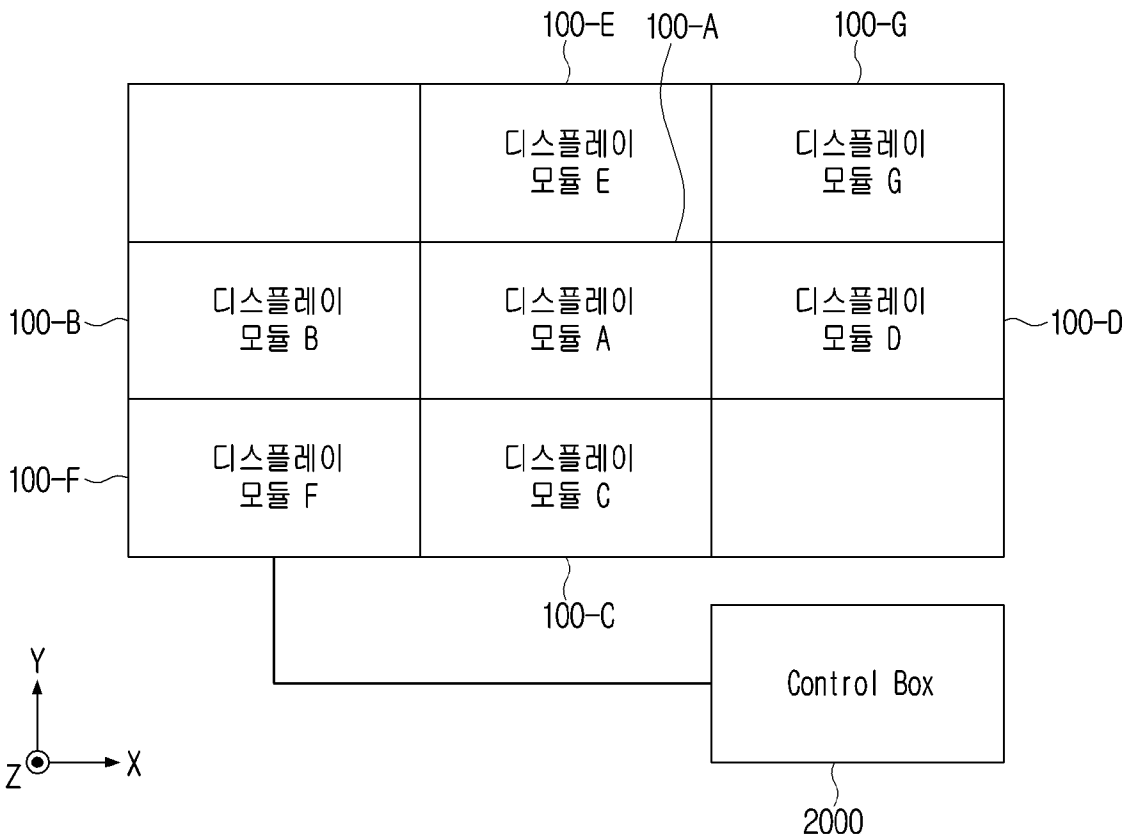 100-E
100-A
100-G
디스플레이
모듈 E
디스플레이
모듈 G
100-B
디스플레이
모듈 B
디스플레이
모듈 A
디스플레이
모듈 D
100-D
100-F
디스플레이
모듈 F
디스플레이
모듈 C
100-C
Control Box
2000
Y
Z
X